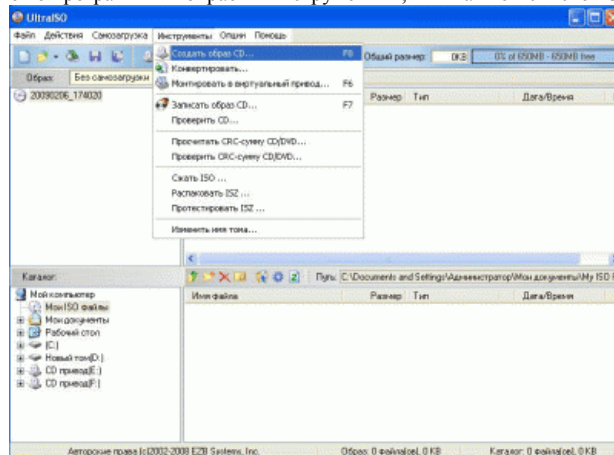 UltraISO
Файл Действия Самозагрузка Инструменты Опции Помощь
Общий размер: 0KB 0% of 650MB - 650MB free
Образ: Без самозагрузки
20090206_174020
Размер Тип Дата/Время
Создать образ CD... F8
Конвертировать...
Монтировать в виртуальный привод... F6
Записать образ CD... F7
Проверить CD...
Просчитать CRC-сумму CD/DVD...
Проверить CRC-сумму CD/DVD...
Сжать ISO ...
Распаковать ISZ ...
Протестировать ISZ ...
Изменить имя тома...
Каталог:
Путь: C:\Documents and Settings\Администратор\Мои документы\My ISO
Мой компьютер
Мои ISO файлы
Мои документы
Рабочий стол
(C:)
Новый том(D:)
CD привод(E:)
CD привод(F:)
Имя файла Размер Тип Дата/Время
Авторские права (c)2002-2008 EZB Systems, Inc.
Образ: 0 файла(ов), 0 KB
Каталог: 0 файла(ов), 0 KB